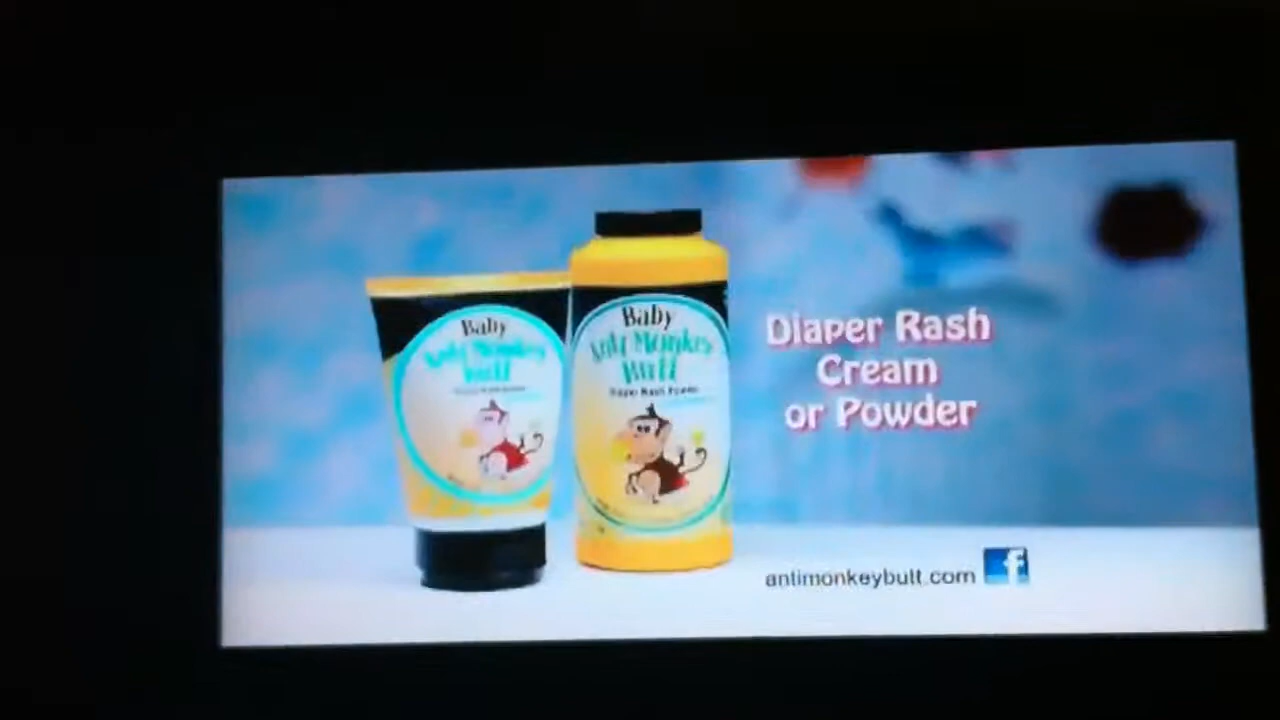 Baby
Anti Monkey
Butt
Baby
Anti Monkey
Butt
Diaper Rash Powder
Diaper Rash
Cream
or Powder
antimonkeybutt.com
f